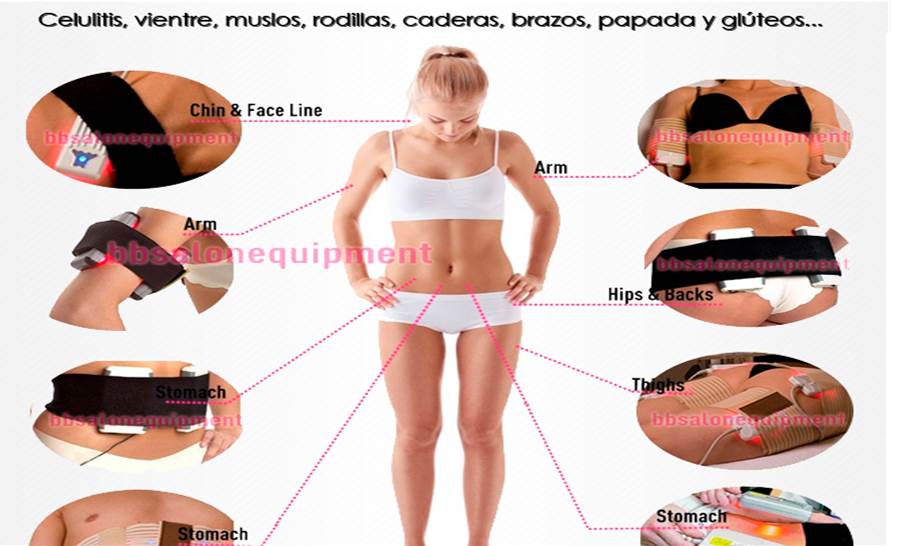 Celulitis, vientre, muslos, rodillas, caderas, brazos, papada y glúteos...
Chin & Face Line
bbsalonequipment
bbsalonequipment
Arm
Arm
bbsalonequipment
bbsalonequipment
Hips & Backs
Stomach
bbsalonequipment
Thighs
bbsalonequipment
Stomach
Stomach